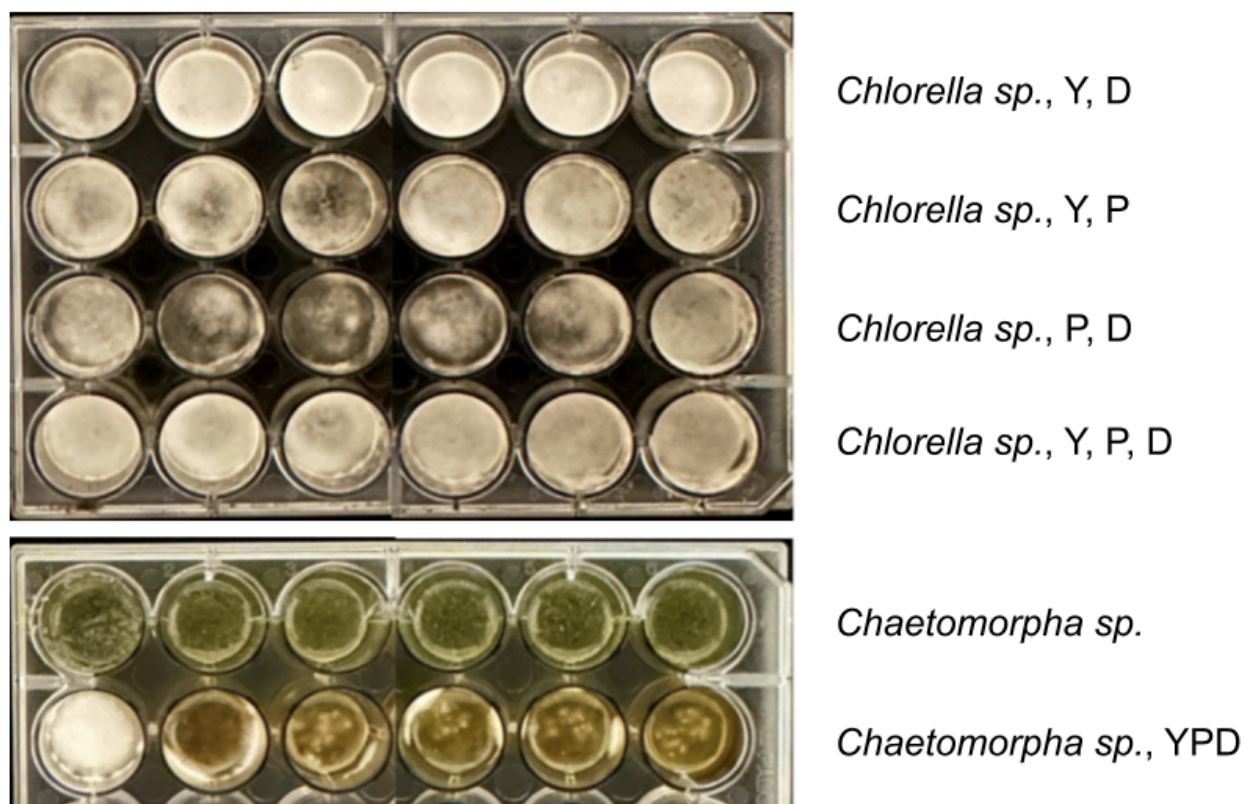 Chlorella sp., Y, D
Chlorella sp., Y, P
Chlorella sp., P, D
Chlorella sp., Y, P, D
Chaetomorpha sp.
Chaetomorpha sp., YPD